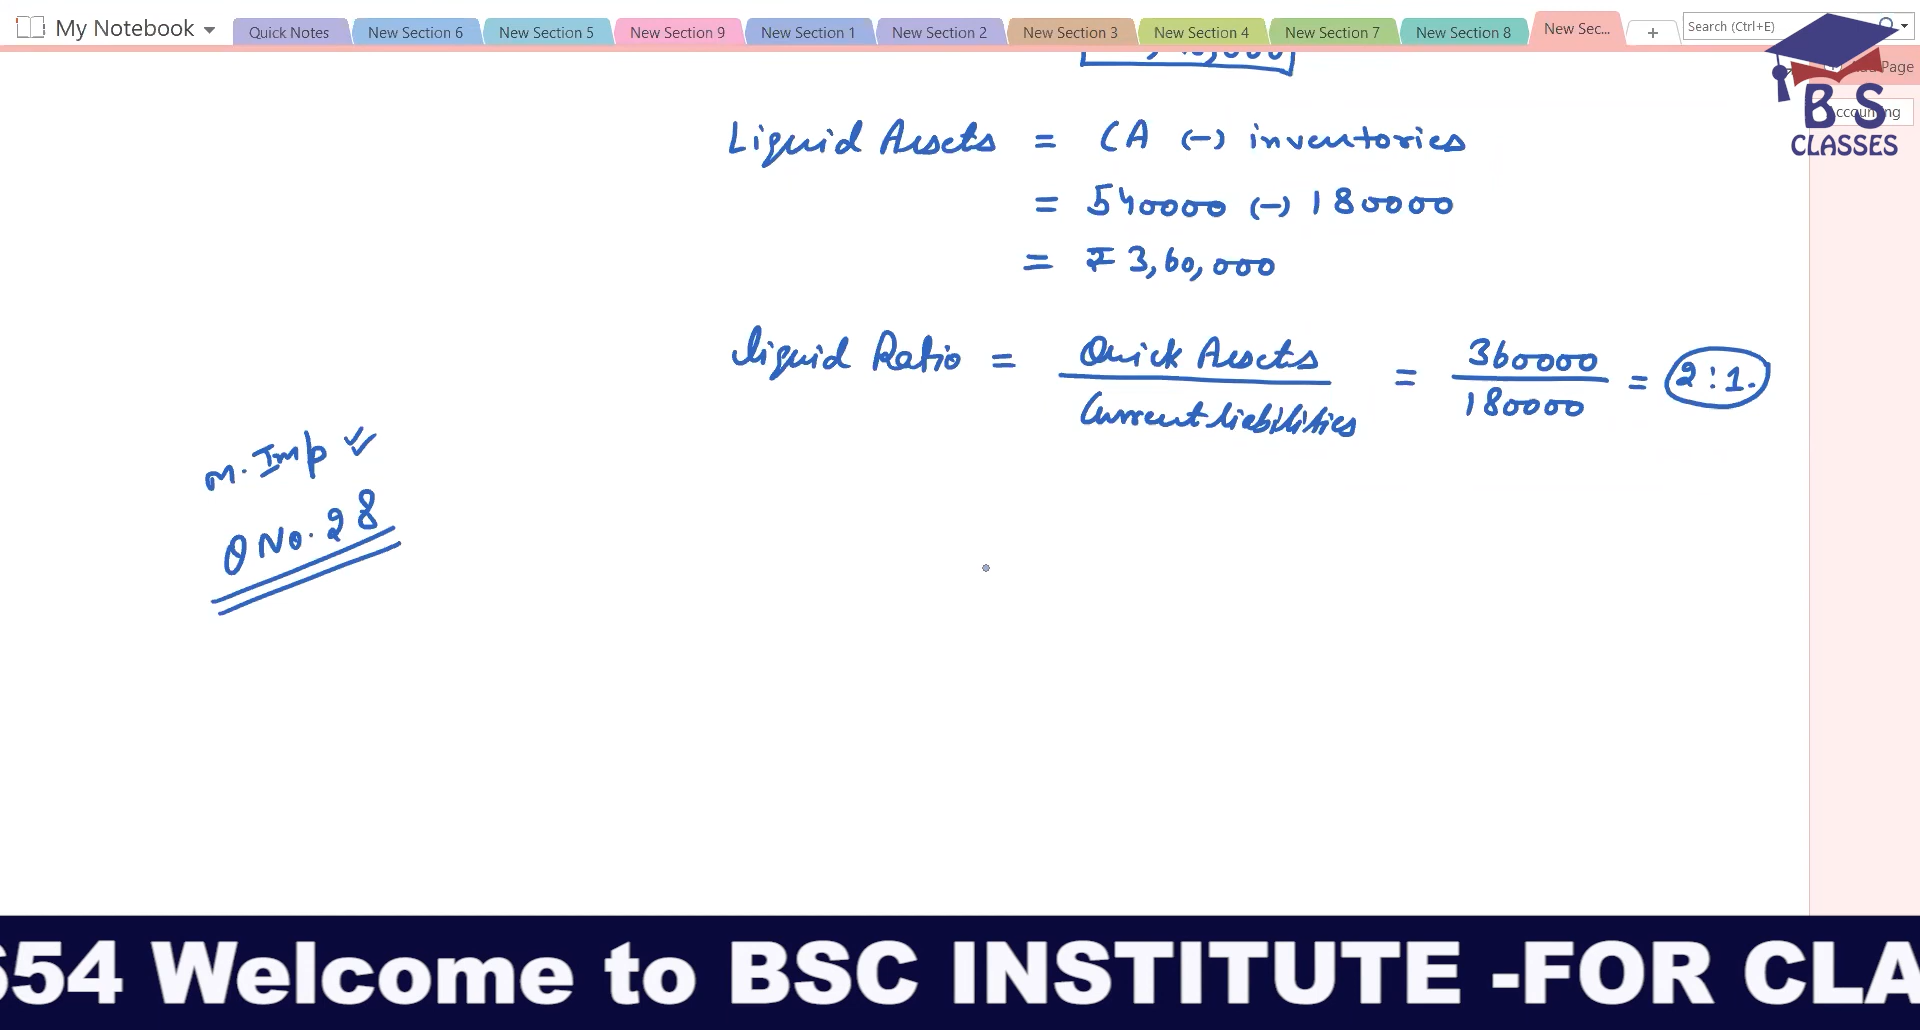 My Notebook
Quick Notes
New Section 6
New Section 5
New Section 9
New Section 1
New Section 2
New Section 3
New Section 4
New Section 7
New Section 8
New Sec...
+
Search (Ctrl+E)
Page
BS
CLASSES
Liquid Assets = CA (-) inventories
= 540000 (-) 180000
= ₹ 3,60,000
liquid Ratio = Quick Assets / Current liabilities = 360000 / 180000 = 2:1.
m. Imp
Q No. 28
654 Welcome to BSC INSTITUTE -FOR CLA